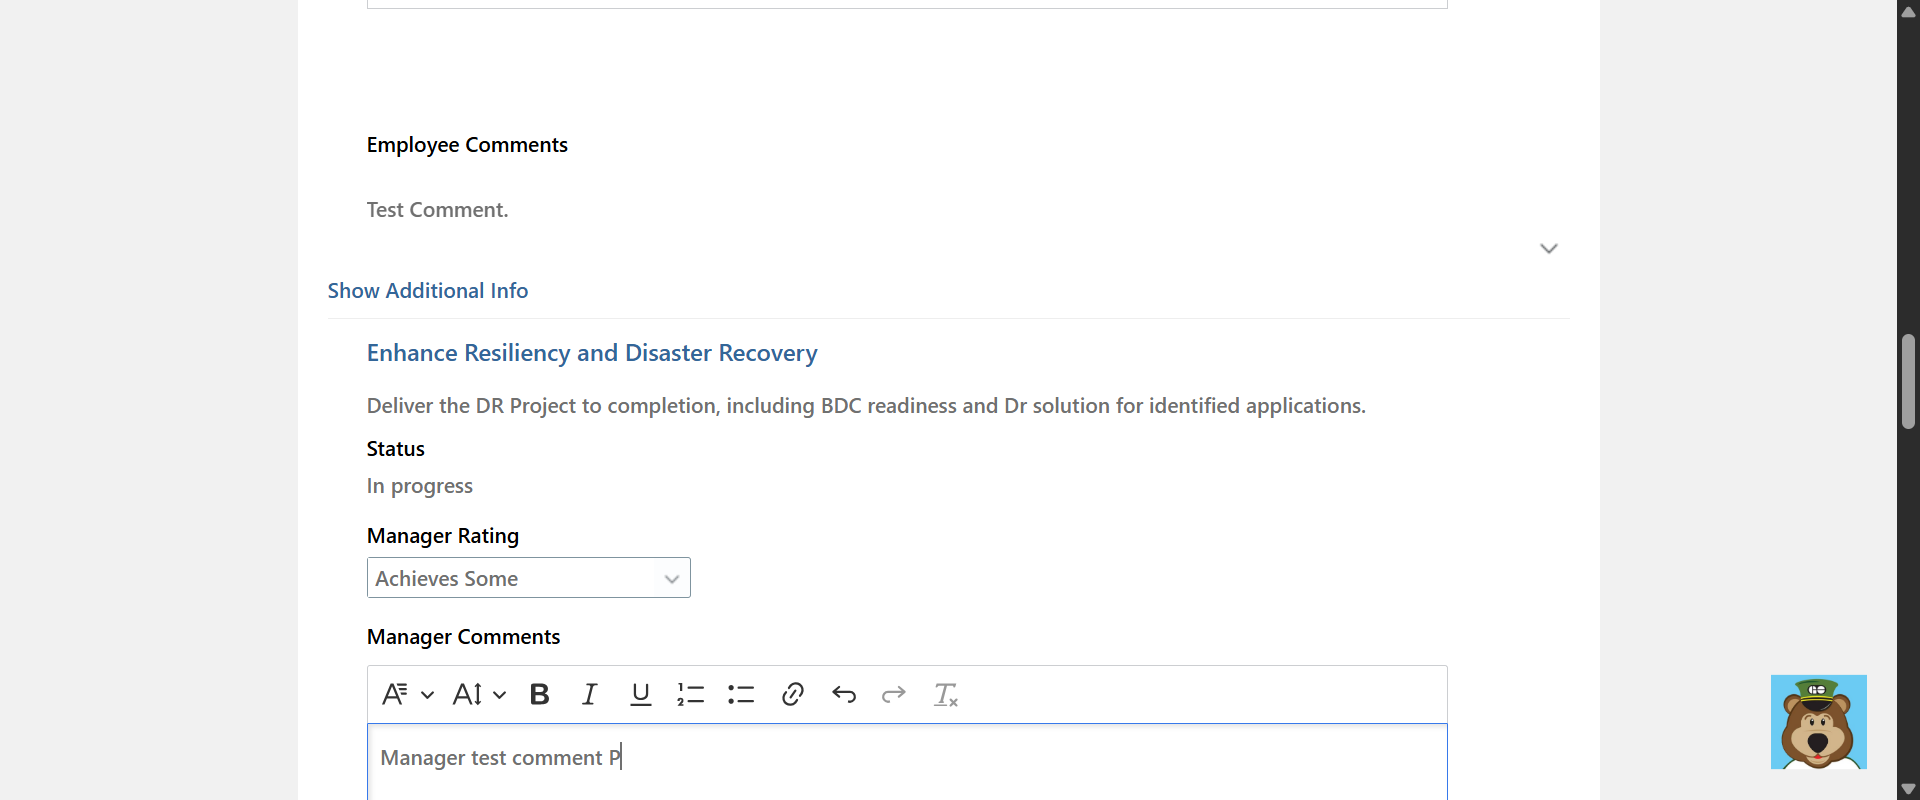 Employee Comments
Test Comment.
Show Additional Info
Enhance Resiliency and Disaster Recovery
Deliver the DR Project to completion, including BDC readiness and Dr solution for identified applications.
Status
In progress
Manager Rating
Achieves Some
Manager Comments
Manager test comment P